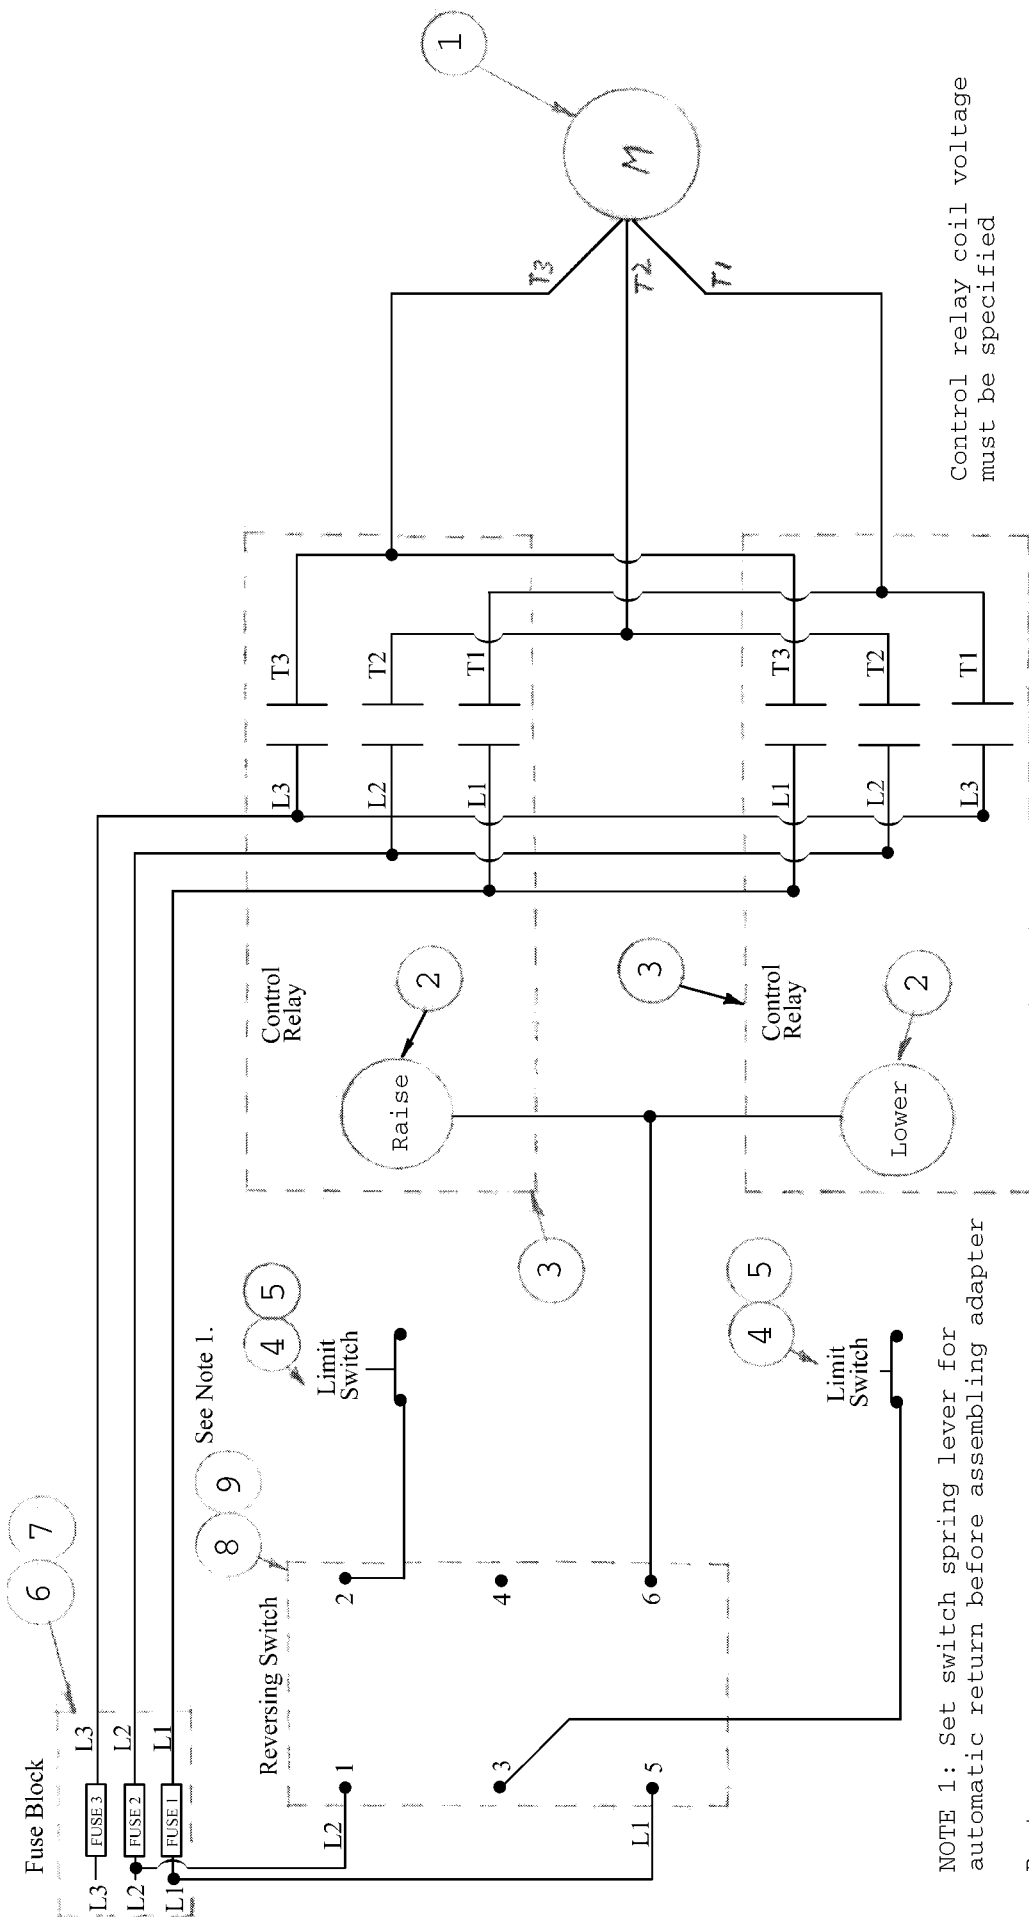 Fuse Block
6
7
L3
FUSE 3
L3
L2
FUSE 2
L2
L1
FUSE 1
L1
Reversing Switch
8
9
See Note 1.
L2
1
2
3
4
L1
5
6
4
5
Limit
Switch
4
5
Limit
Switch
3
Control
Relay
Raise
2
L3
T3
L2
T2
L1
T1
3
Control
Relay
Lower
2
L1
T3
L2
T2
L3
T1
T3
T2
T1
M
1
NOTE 1: Set switch spring lever for
automatic return before assembling adapter
Control relay coil voltage
must be specified